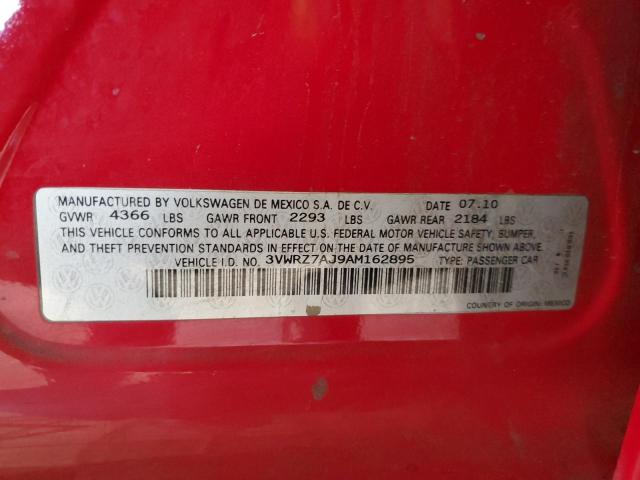 MANUFACTURED BY VOLKSWAGEN DE MEXICO S.A. DE C.V. DATE 07.10
GVWR 4366 LBS GAWR FRONT 2293 LBS GAWR REAR 2184 LBS
THIS VEHICLE CONFORMS TO ALL APPLICABLE U.S. FEDERAL MOTOR VEHICLE SAFETY, BUMPER,
AND THEFT PREVENTION STANDARDS IN EFFECT ON THE DATE OF MANUFACTURE SHOWN ABOVE.
VEHICLE I.D. NO. 3VWRZ7AJ9AM162895 TYPE: PASSENGER CAR
COUNTRY OF ORIGIN: MEXICO